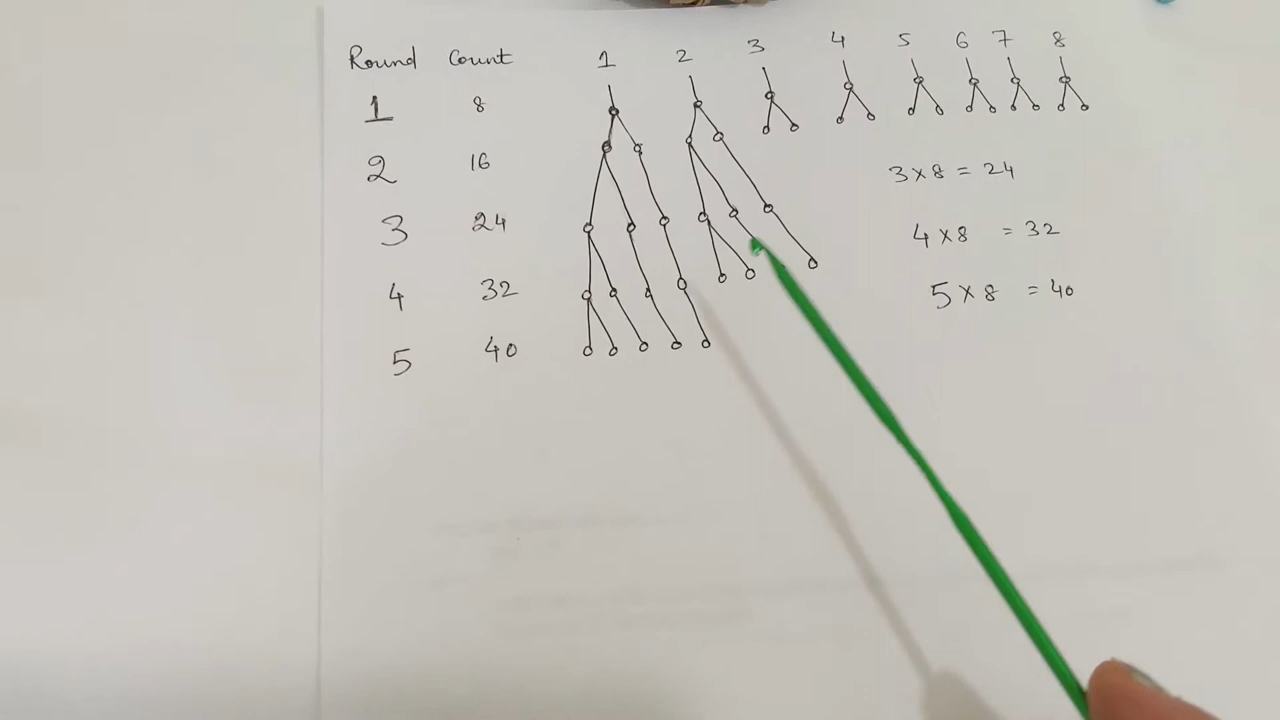 Round Count 1 2 3 4 5 6 7 8
1 8
2 16
3 × 8 = 24
3 24
4 × 8 = 32
4 32
5 × 8 = 40
5 40